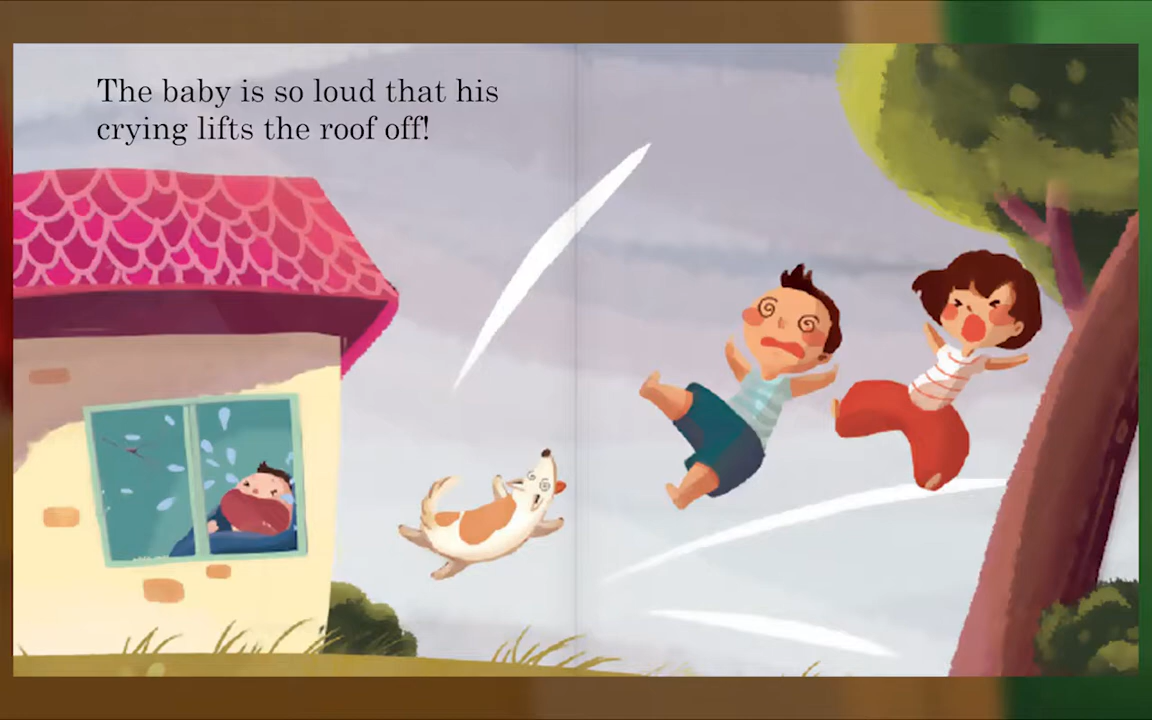 The baby is so loud that his
crying lifts the roof off!